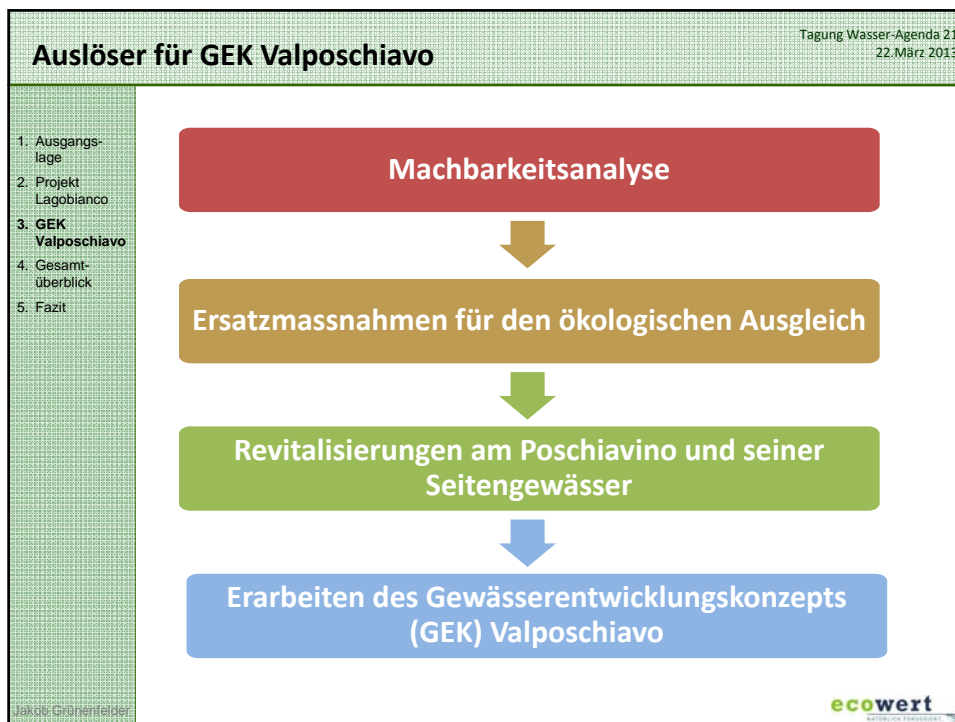 Auslöser für GEK Valposchiavo
Tagung Wasser-Agenda 21
22.März 2013
1. Ausgangs-
lage
2. Projekt
Lagobianco
3. GEK
Valposchiavo
4. Gesamt-
überblick
5. Fazit
Machbarkeitsanalyse
Ersatzmassnahmen für den ökologischen Ausgleich
Revitalisierungen am Poschiavino und seiner
Seitengewässer
Erarbeiten des Gewässerentwicklungskonzepts
(GEK) Valposchiavo
Jakob Grünenfelder
ecowert
NATÜRLICH FOKUSSIERT.